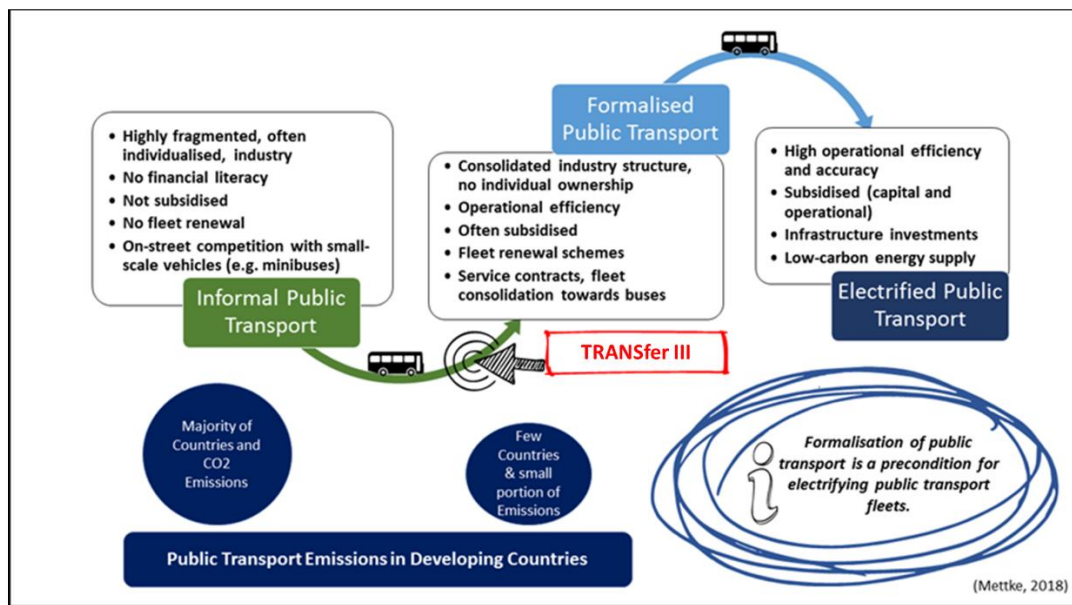 • Highly fragmented, often
individualised, industry
• No financial literacy
• Not subsidised
• No fleet renewal
• On-street competition with small-
scale vehicles (e.g. minibuses)
Informal Public
Transport
Formalised
Public Transport
• Consolidated industry structure,
no individual ownership
• Operational efficiency
• Often subsidised
• Fleet renewal schemes
• Service contracts, fleet
consolidation towards buses
• High operational efficiency
and accuracy
• Subsidised (capital and
operational)
• Infrastructure investments
• Low-carbon energy supply
Electrified Public
Transport
TRANSfer III
Majority of
Countries and
CO2
Emissions
Few
Countries
& small
portion of
Emissions
Public Transport Emissions in Developing Countries
i
Formalisation of public
transport is a precondition for
electrifying public transport
fleets.
(Mettke, 2018)